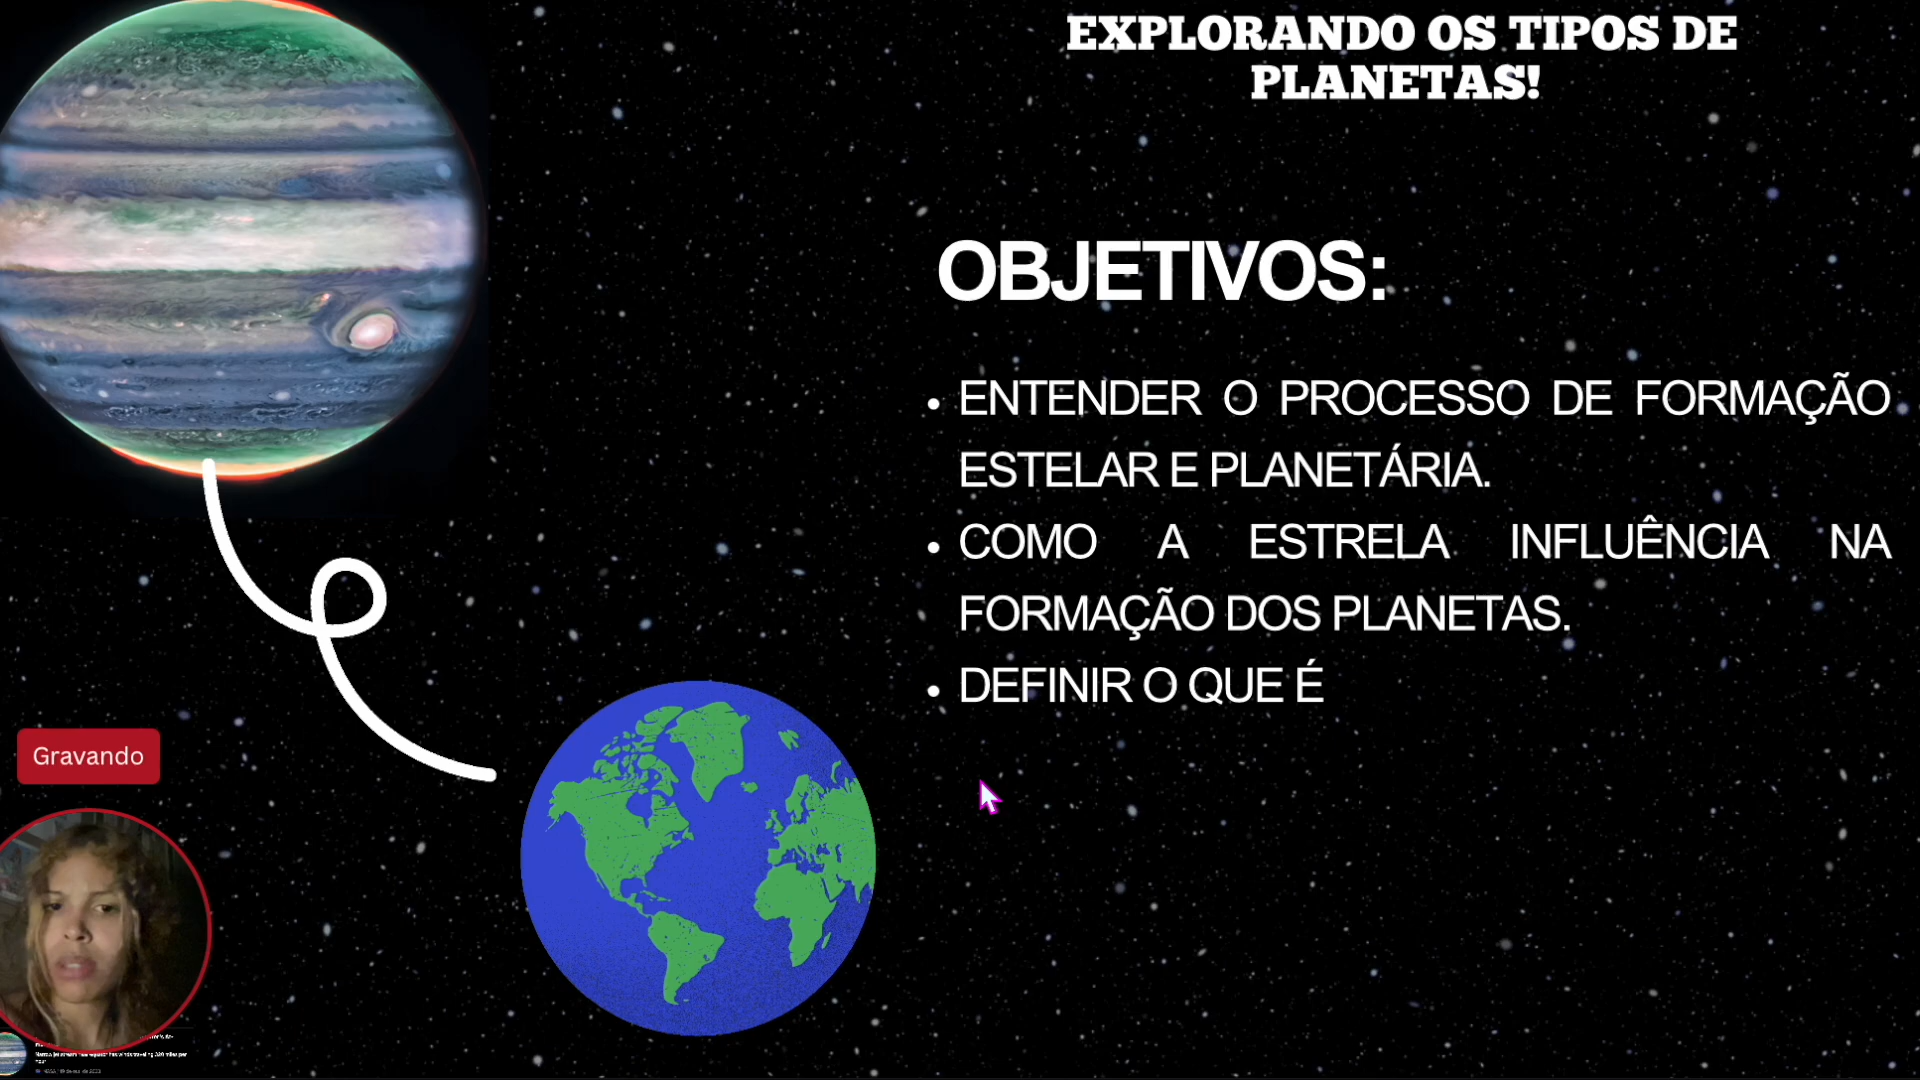 EXPLORANDO OS TIPOS DE
PLANETAS!
OBJETIVOS:
• ENTENDER O PROCESSO DE FORMAÇÃO
ESTELAR E PLANETÁRIA.
• COMO A ESTRELA INFLUÊNCIA NA
FORMAÇÃO DOS PLANETAS.
• DEFINIR O QUE É
Gravando